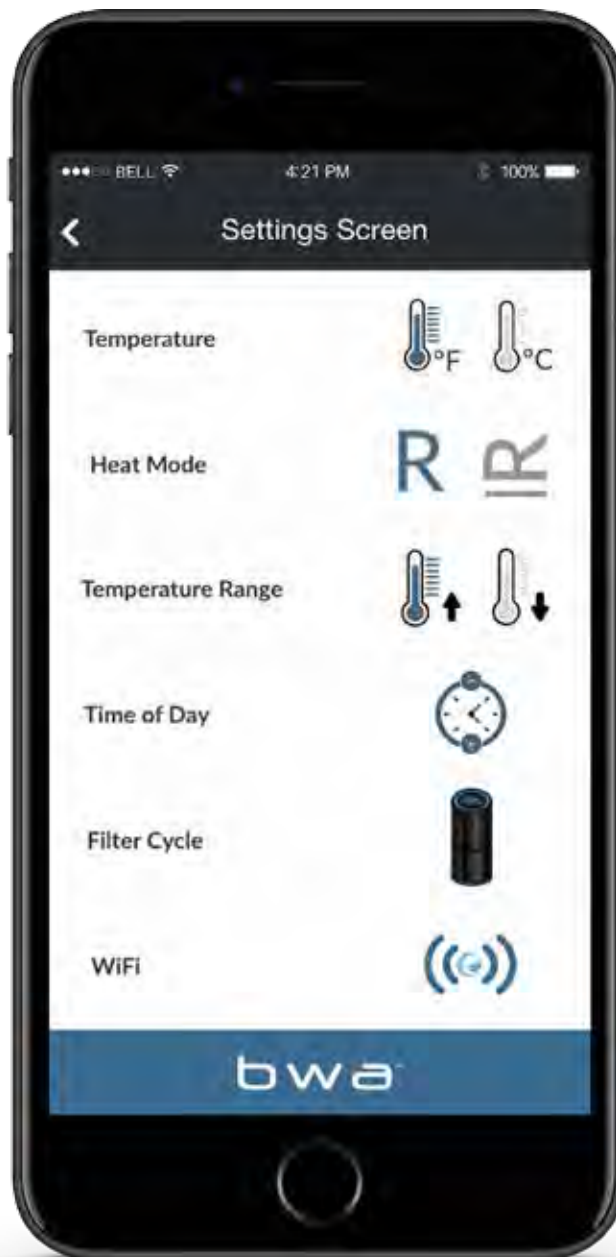 BELL 4:21 PM 100%
Settings Screen
Temperature °F °C
Heat Mode R IR
Temperature Range
Time of Day
Filter Cycle
WiFi
bwa